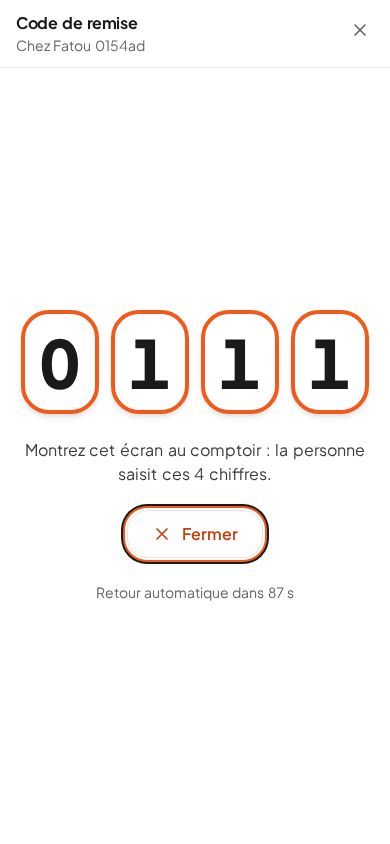 Code de remise
Chez Fatou 0154ad
0 1 1 1
Montrez cet écran au comptoir : la personne
saisit ces 4 chiffres.
Fermer
Retour automatique dans 87 s